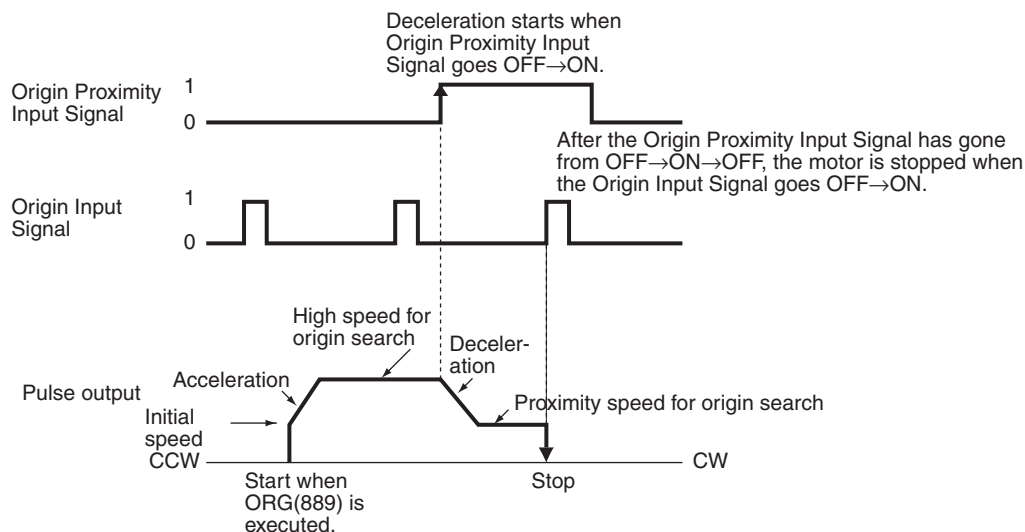 Deceleration starts when
Origin Proximity Input
Signal goes OFF→ON.
Origin Proximity
Input Signal
1
0
After the Origin Proximity Input Signal has gone
from OFF→ON→OFF, the motor is stopped when
the Origin Input Signal goes OFF→ON.
Origin Input
Signal
1
0
High speed for
origin search
Deceler-
ation
Acceleration
Pulse output
Proximity speed for origin search
Initial
speed
CCW
CW
Start when
ORG(889) is
executed.
Stop